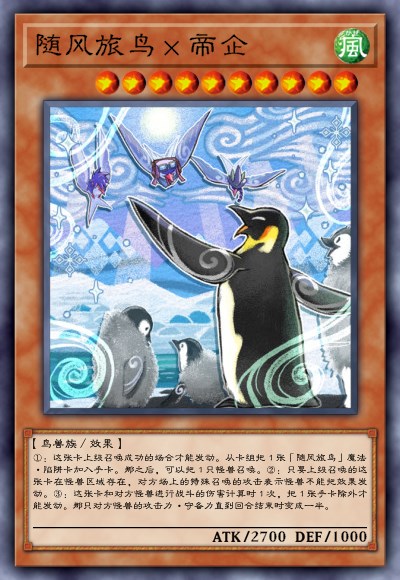 随风旅鸟×帝企
風
【鸟兽族／效果】
①：这张卡上级召唤成功的场合才能发动。从卡组把1张「随风旅鸟」魔法
·陷阱卡加入手卡。那之后，可以把1只怪兽召唤。②：只要上级召唤的这
张卡在怪兽区域存在，对方场上的特殊召唤的攻击表示怪兽不能把效果发
动。③：这张卡和对方怪兽进行战斗的伤害计算时1次，把1张手卡除外才
能发动。那只对方怪兽的攻击力·守备力直到回合结束时变成一半。
ATK/2700 DEF/1000